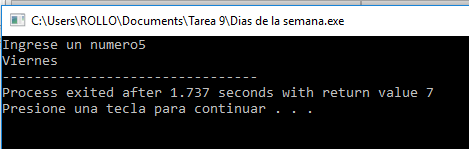 C:\Users\ROLLO\Documents\Tarea 9\Dias de la semana.exe
Ingrese un numero5
Viernes
--------------------------------
Process exited after 1.737 seconds with return value 7
Presione una tecla para continuar . . .